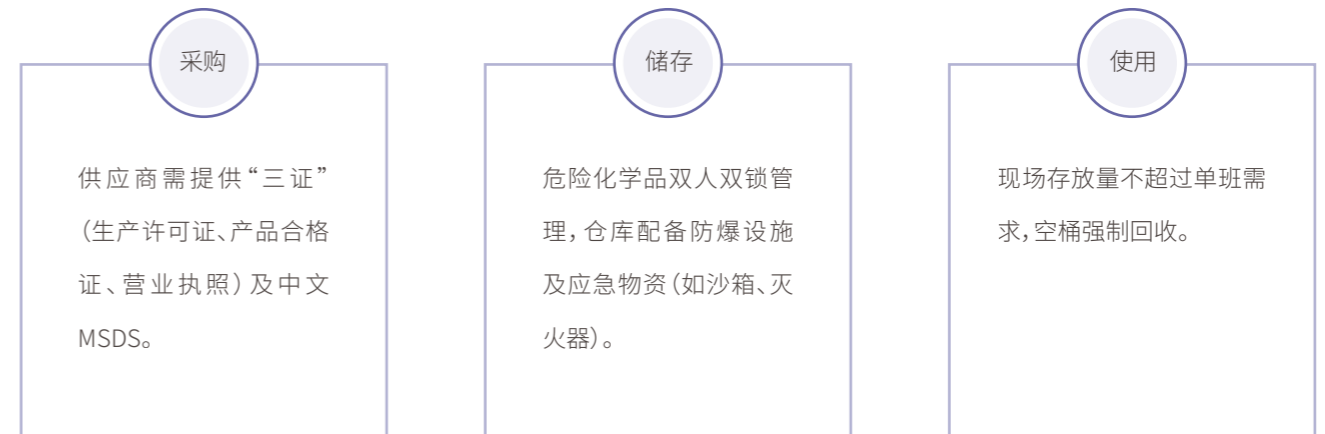 采购
供应商需提供“三证”
（生产许可证、产品合格
证、营业执照）及中文
MSDS。
储存
危险化学品双人双锁管
理，仓库配备防爆设施
及应急物资（如沙箱、灭
火器）。
使用
现场存放量不超过单班需
求，空桶强制回收。